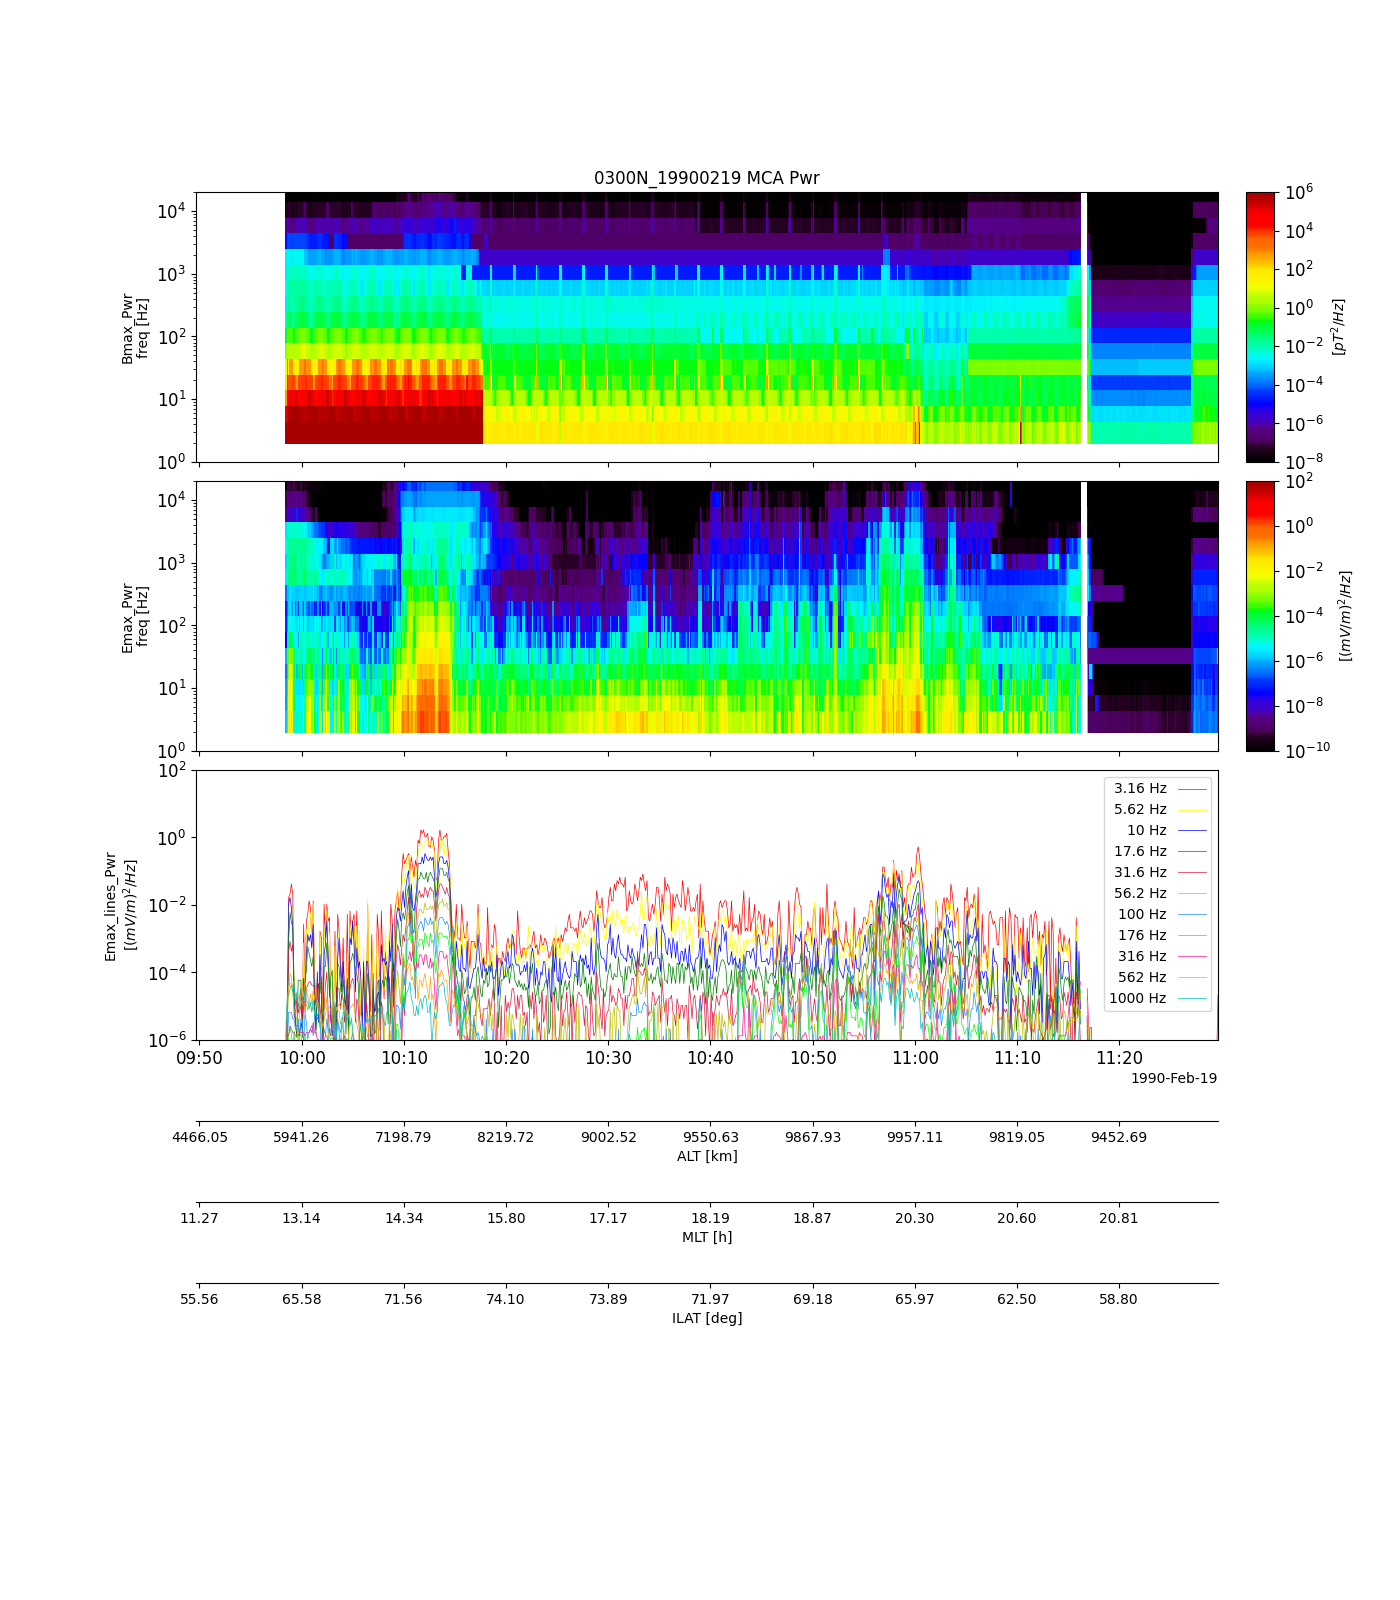 0300N_19900219 MCA Pwr
10^4
10^3
10^2
10^1
10^0
Bmax_Pwr
freq [Hz]
10^6
10^4
10^2
10^0
10^-2
10^-4
10^-6
10^-8
[pT^2/Hz]
10^4
10^3
10^2
10^1
10^0
Emax_Pwr
freq [Hz]
10^2
10^0
10^-2
10^-4
10^-6
10^-8
10^-10
[(mV/m)^2/Hz]
10^2
10^0
10^-2
10^-4
10^-6
Emax_lines_Pwr
[(mV/m)^2/Hz]
3.16 Hz
5.62 Hz
10 Hz
17.6 Hz
31.6 Hz
56.2 Hz
100 Hz
176 Hz
316 Hz
562 Hz
1000 Hz
09:50 10:00 10:10 10:20 10:30 10:40 10:50 11:00 11:10 11:20
1990-Feb-19
4466.05 5941.26 7198.79 8219.72 9002.52 9550.63 9867.93 9957.11 9819.05 9452.69
ALT [km]
11.27 13.14 14.34 15.80 17.17 18.19 18.87 20.30 20.60 20.81
MLT [h]
55.56 65.58 71.56 74.10 73.89 71.97 69.18 65.97 62.50 58.80
ILAT [deg]